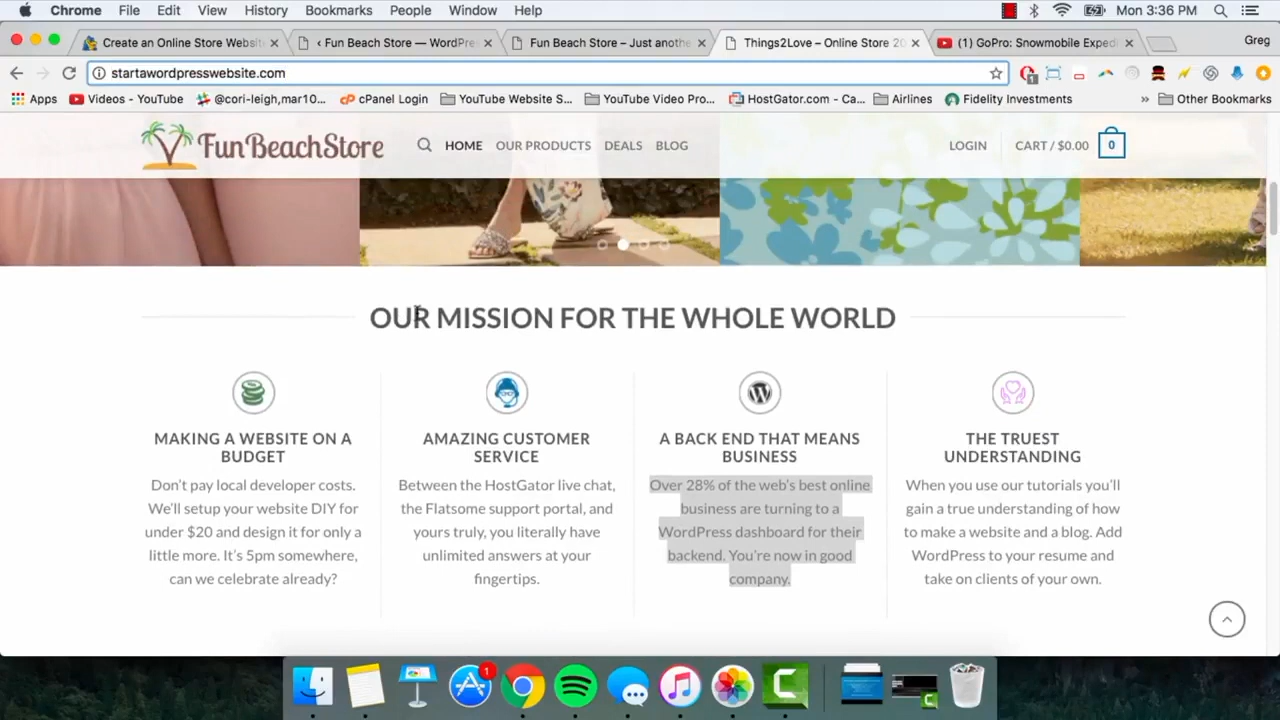 Chrome File Edit View History Bookmarks People Window Help Mon 3:36 PM
Create an Online Store Websit
‹ Fun Beach Store — WordPre
Fun Beach Store – Just anothe
Things2Love – Online Store 20
(1) GoPro: Snowmobile Exped
Greg
startawordpresswebsite.com
1
Apps Videos - YouTube @cori-leigh,mar10... cPanel Login YouTube Website S... YouTube Video Pro... HostGator.com - Ca... Airlines Fidelity Investments » Other Bookmarks
FunBeachStore HOME OUR PRODUCTS DEALS BLOG LOGIN CART / $0.00 0
OUR MISSION FOR THE WHOLE WORLD
MAKING A WEBSITE ON A
BUDGET
Don't pay local developer costs.
We'll setup your website DIY for
under $20 and design it for only a
little more. It's 5pm somewhere,
can we celebrate already?
AMAZING CUSTOMER
SERVICE
Between the HostGator live chat,
the Flatsome support portal, and
yours truly, you literally have
unlimited answers at your
fingertips.
A BACK END THAT MEANS
BUSINESS
Over 28% of the web's best online
business are turning to a
WordPress dashboard for their
backend. You're now in good
company.
THE TRUEST
UNDERSTANDING
When you use our tutorials you'll
gain a true understanding of how
to make a website and a blog. Add
WordPress to your resume and
take on clients of your own.
1